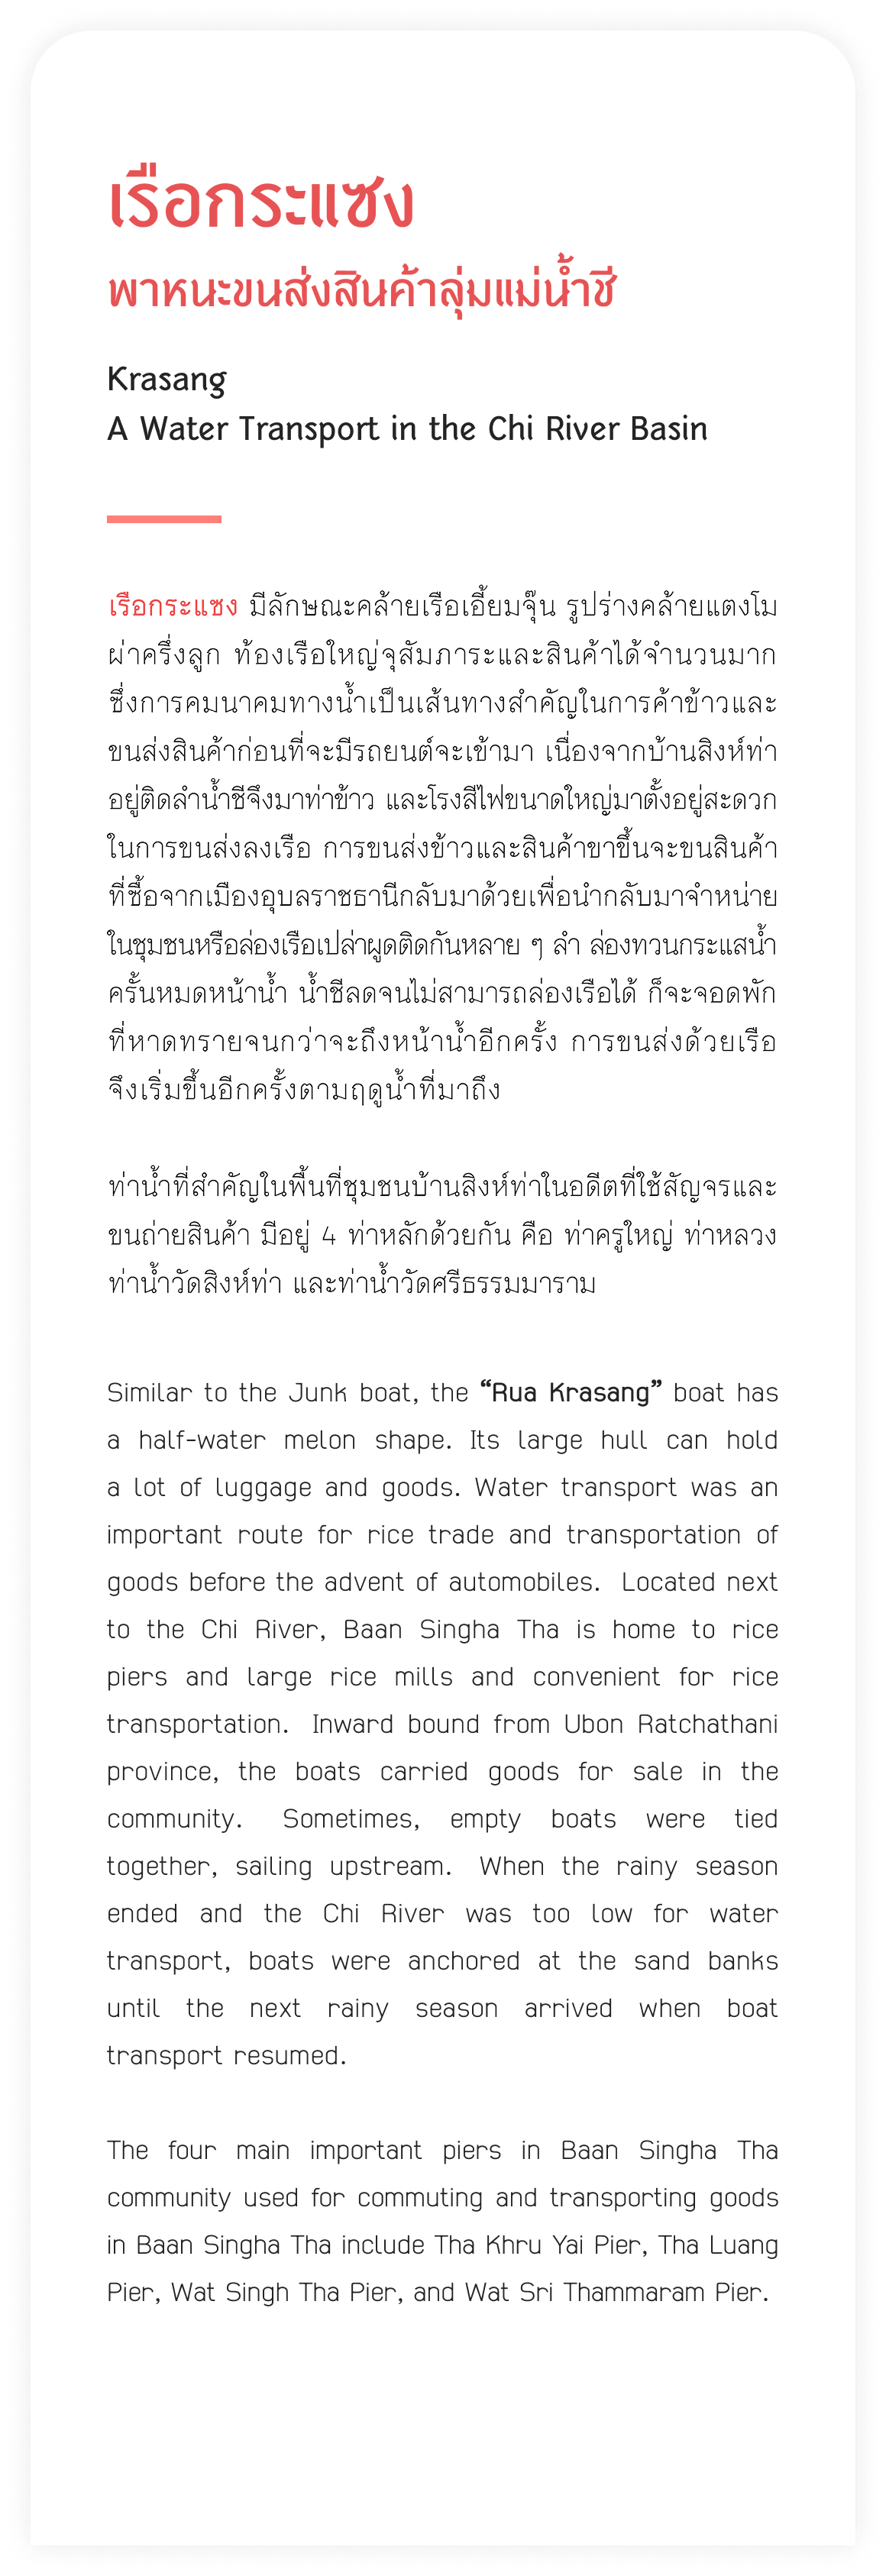 เรือกระแซง
พาหนะขนส่งสินค้าลุ่มแม่น้ำชี
Krasang
A Water Transport in the Chi River Basin
เรือกระแซง มีลักษณะคล้ายเรือเอี้ยมจุ๊น รูปร่างคล้ายแตงโม
ผ่าครึ่งลูก ท้องเรือใหญ่จุสัมภาระและสินค้าได้จำนวนมาก
ซึ่งการคมนาคมทางน้ำเป็นเส้นทางสำคัญในการค้าข้าวและ
ขนส่งสินค้าก่อนที่จะมีรถยนต์จะเข้ามา เนื่องจากบ้านสิงห์ท่า
อยู่ติดลำน้ำชีจึงมาท่าข้าว และโรงสีไฟขนาดใหญ่มาตั้งอยู่สะดวก
ในการขนส่งลงเรือ การขนส่งข้าวและสินค้าขาขึ้นจะขนสินค้า
ที่ซื้อจากเมืองอุบลราชธานีกลับมาด้วยเพื่อนำกลับมาจำหน่าย
ในชุมชนหรือล่องเรือเปล่าผูดติดกันหลาย ๆ ลำ ล่องทวนกระแสน้ำ
ครั้นหมดหน้าน้ำ น้ำชีลดจนไม่สามารถล่องเรือได้ ก็จะจอดพัก
ที่หาดทรายจนกว่าจะถึงหน้าน้ำอีกครั้ง การขนส่งด้วยเรือ
จึงเริ่มขึ้นอีกครั้งตามฤดูน้ำที่มาถึง
ท่าน้ำที่สำคัญในพื้นที่ชุมชนบ้านสิงห์ท่าในอดีตที่ใช้สัญจรและ
ขนถ่ายสินค้า มีอยู่ 4 ท่าหลักด้วยกัน คือ ท่าครูใหญ่ ท่าหลวง
ท่าน้ำวัดสิงห์ท่า และท่าน้ำวัดศรีธรรมมาราม
Similar to the Junk boat, the “Rua Krasang” boat has
a half-water melon shape. Its large hull can hold
a lot of luggage and goods. Water transport was an
important route for rice trade and transportation of
goods before the advent of automobiles. Located next
to the Chi River, Baan Singha Tha is home to rice
piers and large rice mills and convenient for rice
transportation. Inward bound from Ubon Ratchathani
province, the boats carried goods for sale in the
community. Sometimes, empty boats were tied
together, sailing upstream. When the rainy season
ended and the Chi River was too low for water
transport, boats were anchored at the sand banks
until the next rainy season arrived when boat
transport resumed.
The four main important piers in Baan Singha Tha
community used for commuting and transporting goods
in Baan Singha Tha include Tha Khru Yai Pier, Tha Luang
Pier, Wat Singh Tha Pier, and Wat Sri Thammaram Pier.